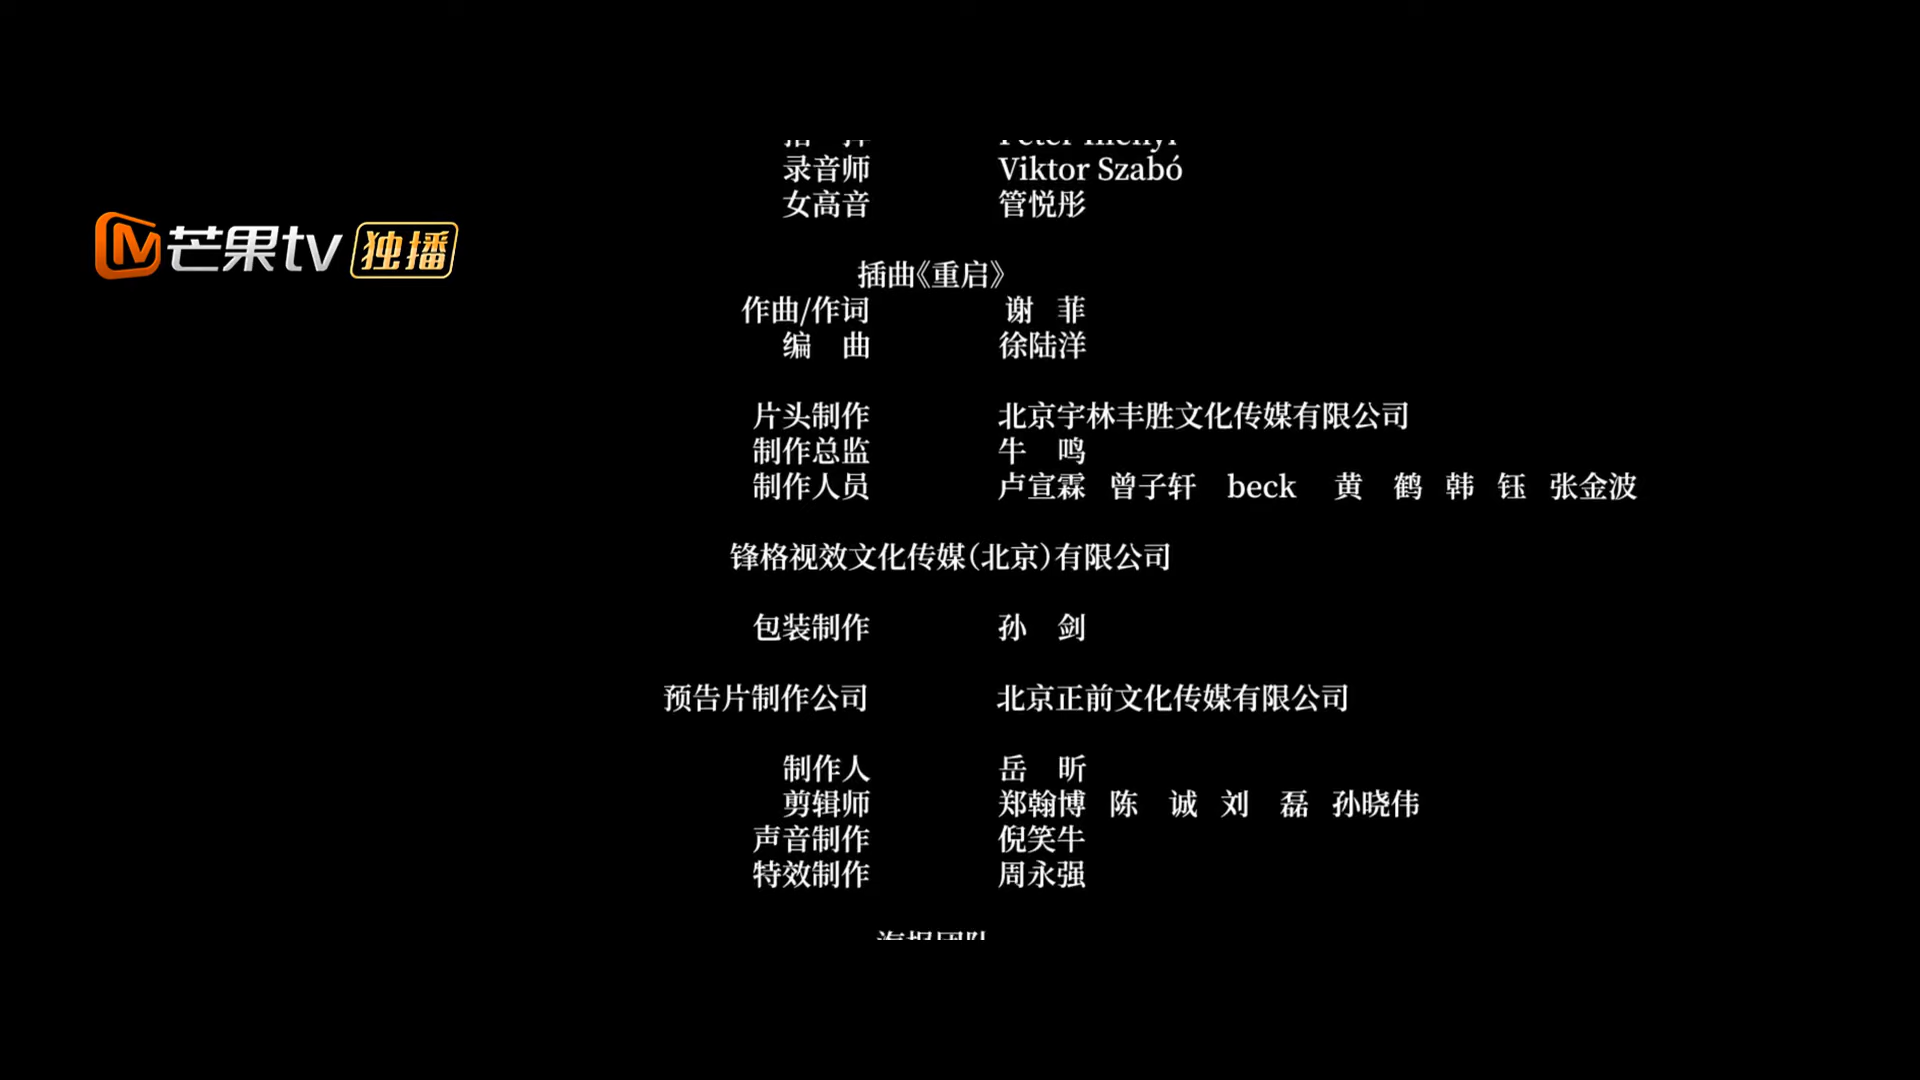 录音师 Viktor Szabó
女高音 管悦彤
芒果tv 独播
插曲《重启》
作曲/作词 谢 菲
编 曲 徐陆洋
片头制作 北京宇林丰胜文化传媒有限公司
制作总监 牛 鸣
制作人员 卢宣霖 曾子轩 beck 黄 鹤 韩 钰 张金波
锋格视效文化传媒(北京)有限公司
包装制作 孙 剑
预告片制作公司 北京正前文化传媒有限公司
制作人 岳 昕
剪辑师 郑翰博 陈 诚 刘 磊 孙晓伟
声音制作 倪笑牛
特效制作 周永强